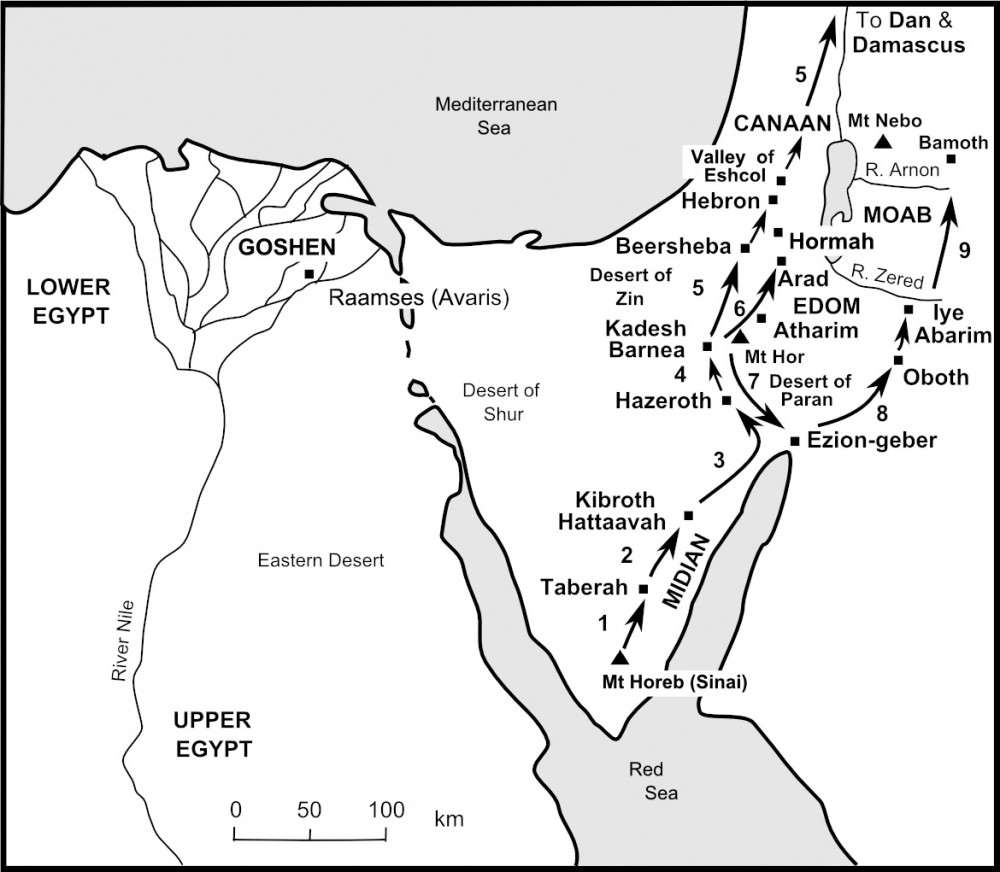 To Dan &
Damascus
5
Mediterranean
Sea
CANAAN
Mt Nebo
Bamoth
Valley of
Eshcol
R. Arnon
Hebron
MOAB
GOSHEN
Beersheba
Hormah
9
LOWER
EGYPT
Raamses (Avaris)
Desert of
Zin
5
Arad
R. Zered
6
EDOM
Atharim
Iye
Abarim
Kadesh
Barnea
Mt Hor
4
7
Desert of
Paran
Oboth
Desert of
Shur
Hazeroth
8
Ezion-geber
3
Kibroth
Hattaavah
Eastern Desert
2
MIDIAN
Taberah
1
River Nile
Mt Horeb (Sinai)
UPPER
EGYPT
Red
Sea
0 50 100
km